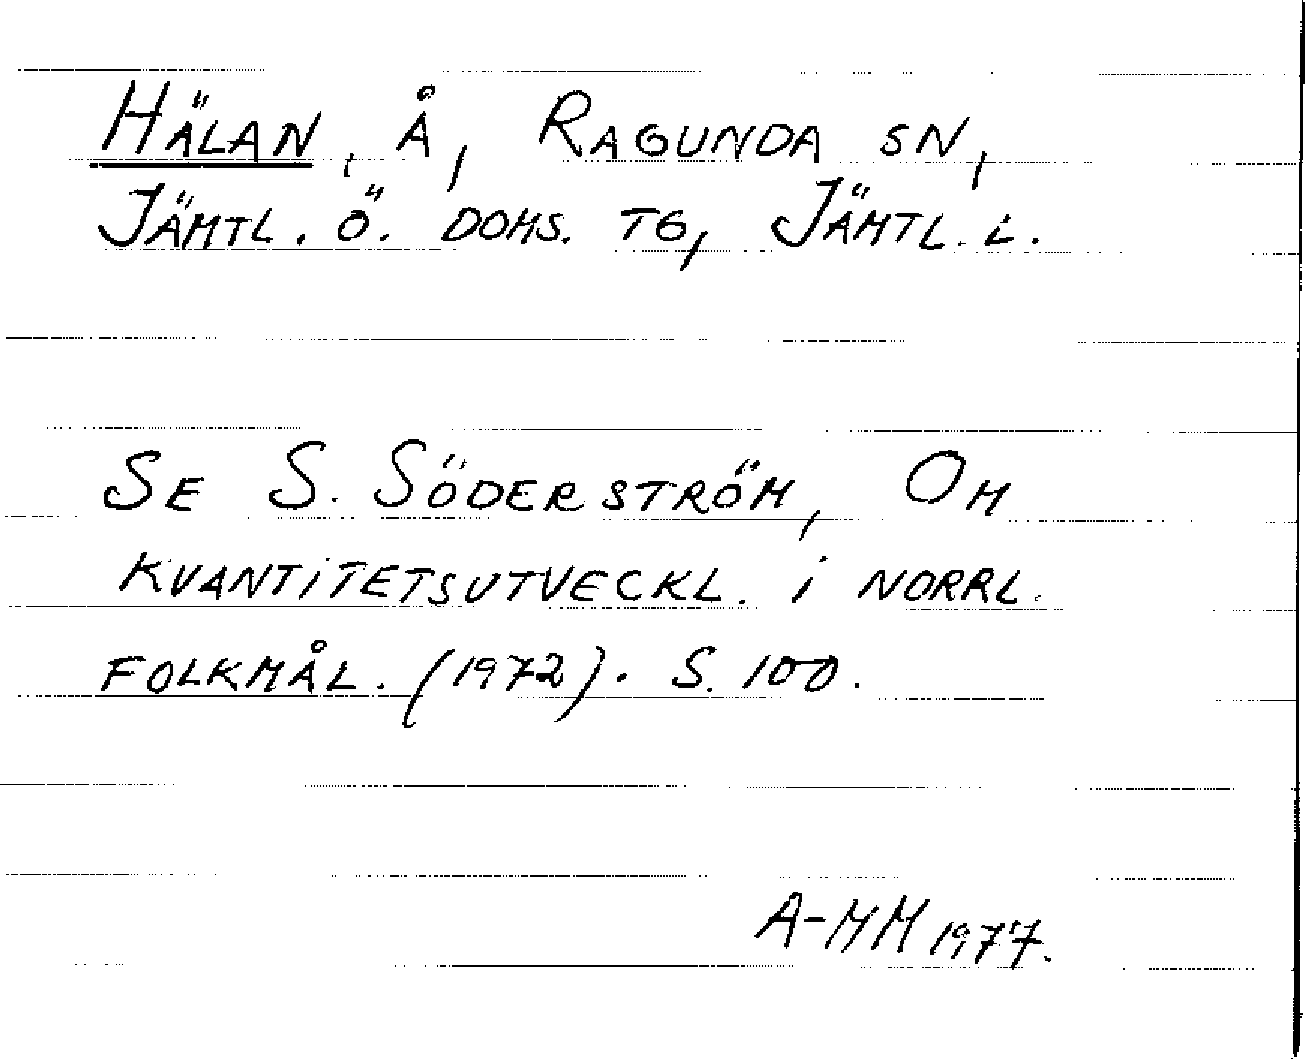 HÄLAN, Å, RAGUNDA SN,
JÄMTL. Ö. DOMS. TG, JÄMTL. L.
SE S. SÖDERSTRÖM, OM
KVANTITETSUTVECKL. i NORRL.
FOLKMÅL. (1972). S. 100.
A-MM 1977.